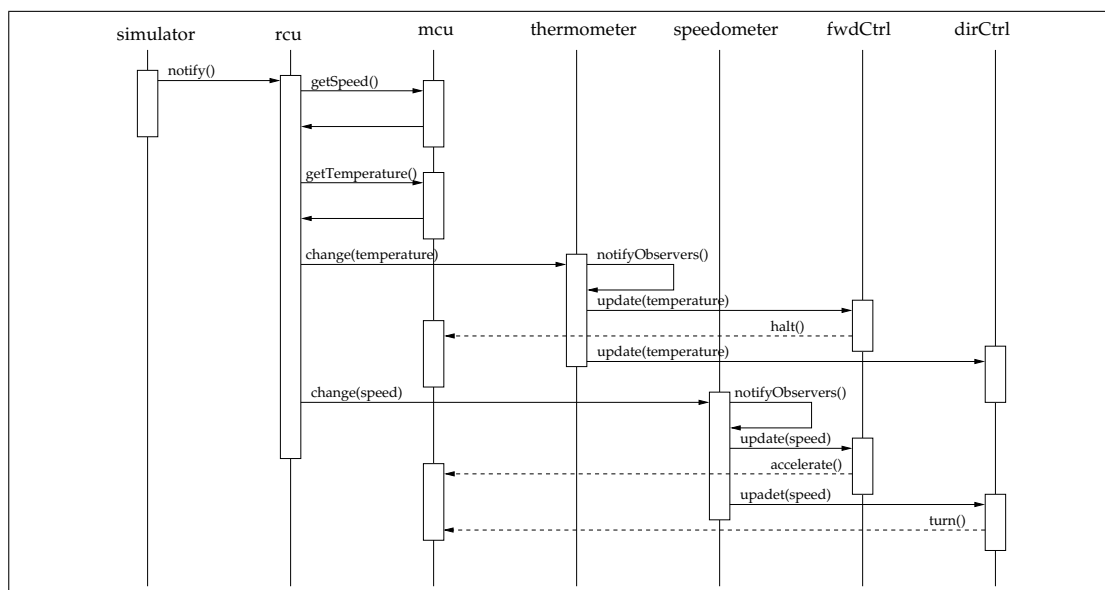 simulator rcu mcu thermometer speedometer fwdCtrl dirCtrl
notify()
getSpeed()
getTemperature()
change(temperature) notifyObservers()
update(temperature)
halt()
update(temperature)
change(speed) notifyObservers()
update(speed)
accelerate()
upadet(speed)
turn()